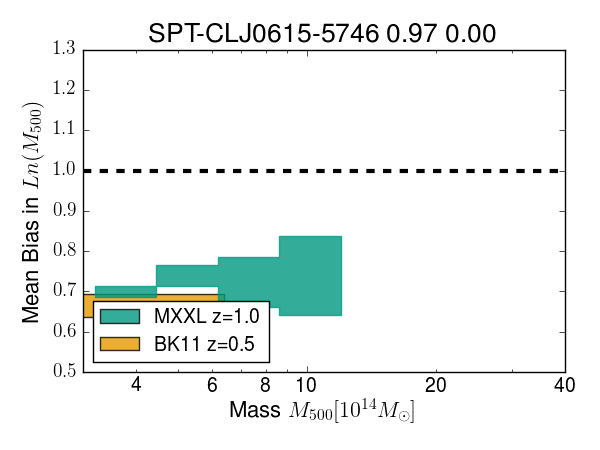 SPT-CLJ0615-5746 0.97 0.00
Mean Bias in Ln(M500)
1.3
1.2
1.1
1.0
0.9
0.8
0.7
0.6
0.5
MXXL z=1.0
BK11 z=0.5
4 6 8 10 20 40
Mass M500[10^14M⊙]